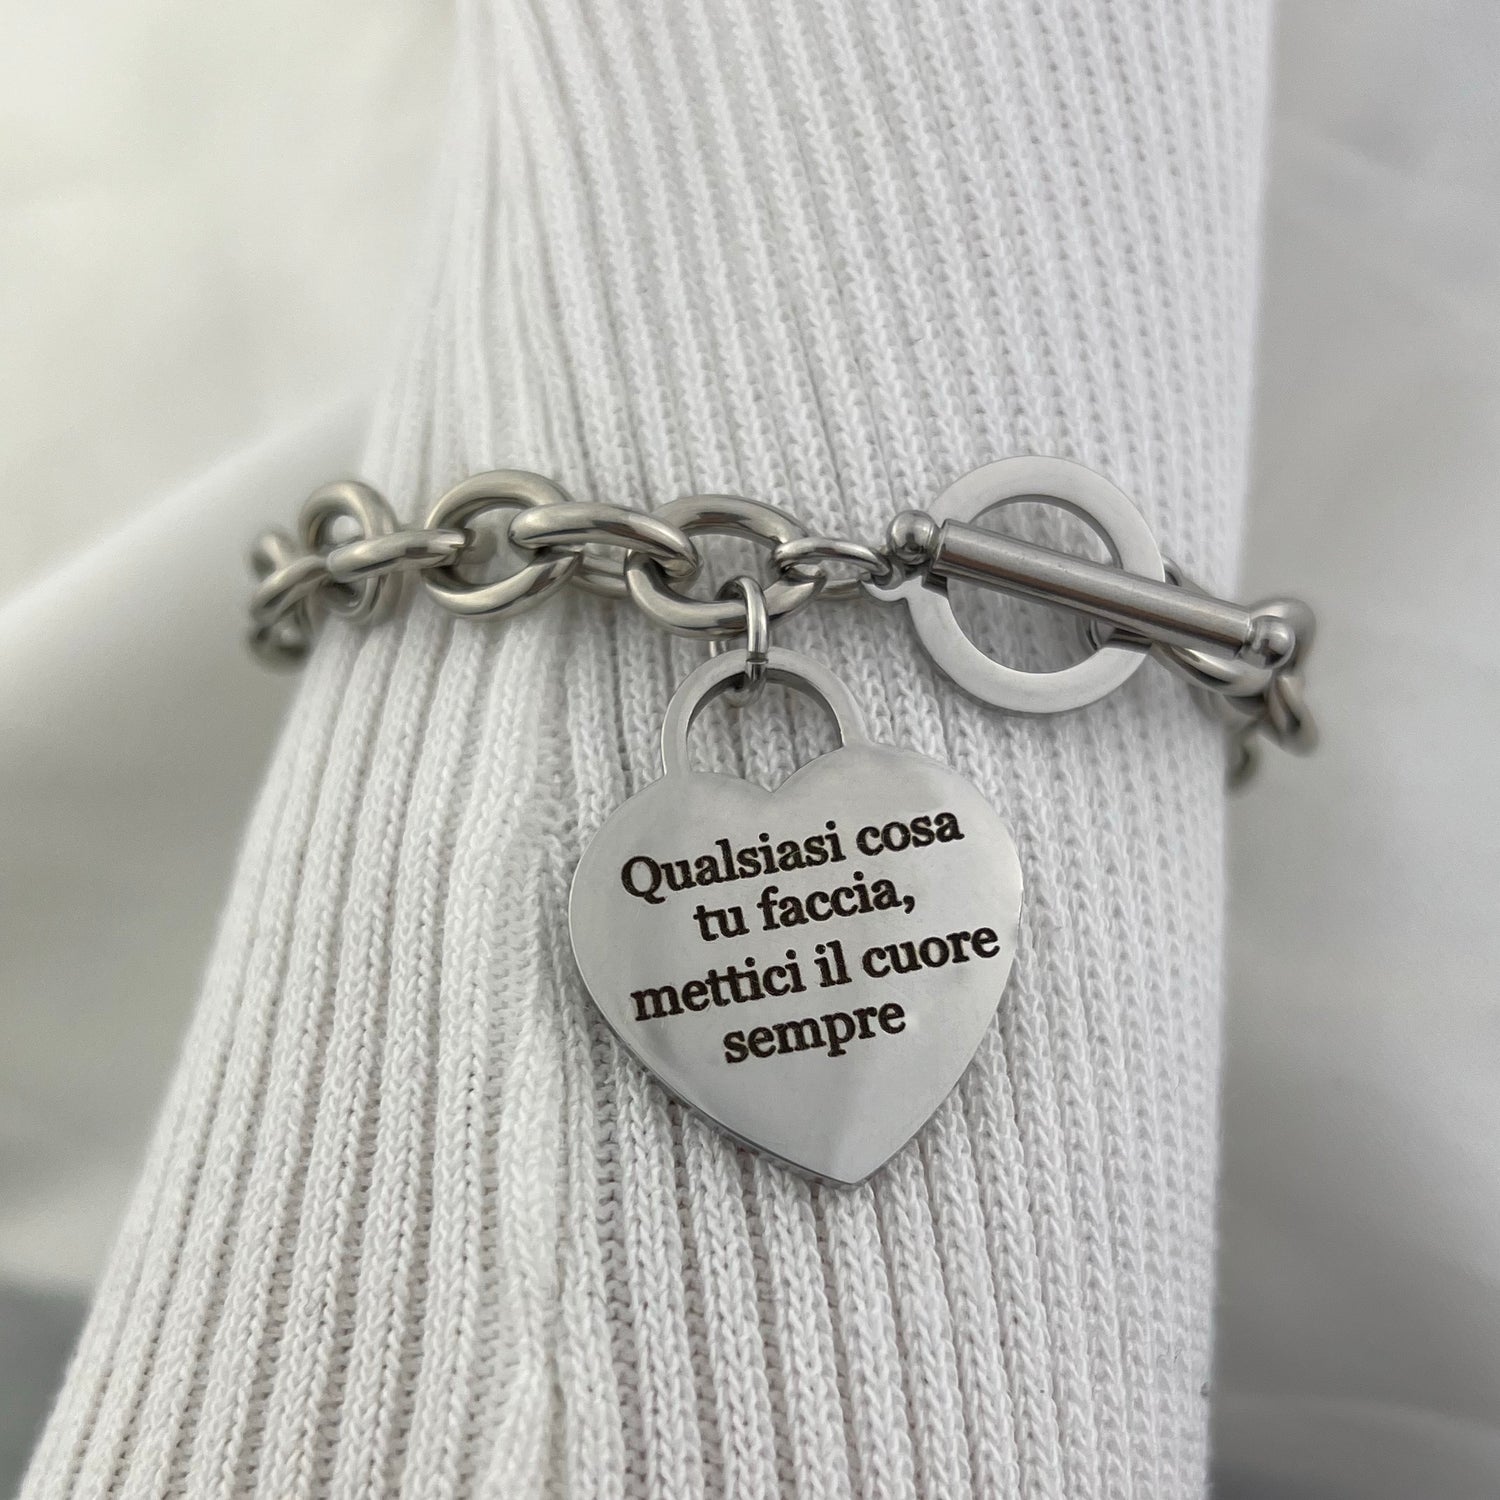 Qualsiasi cosa
tu faccia,
mettici il cuore
sempre